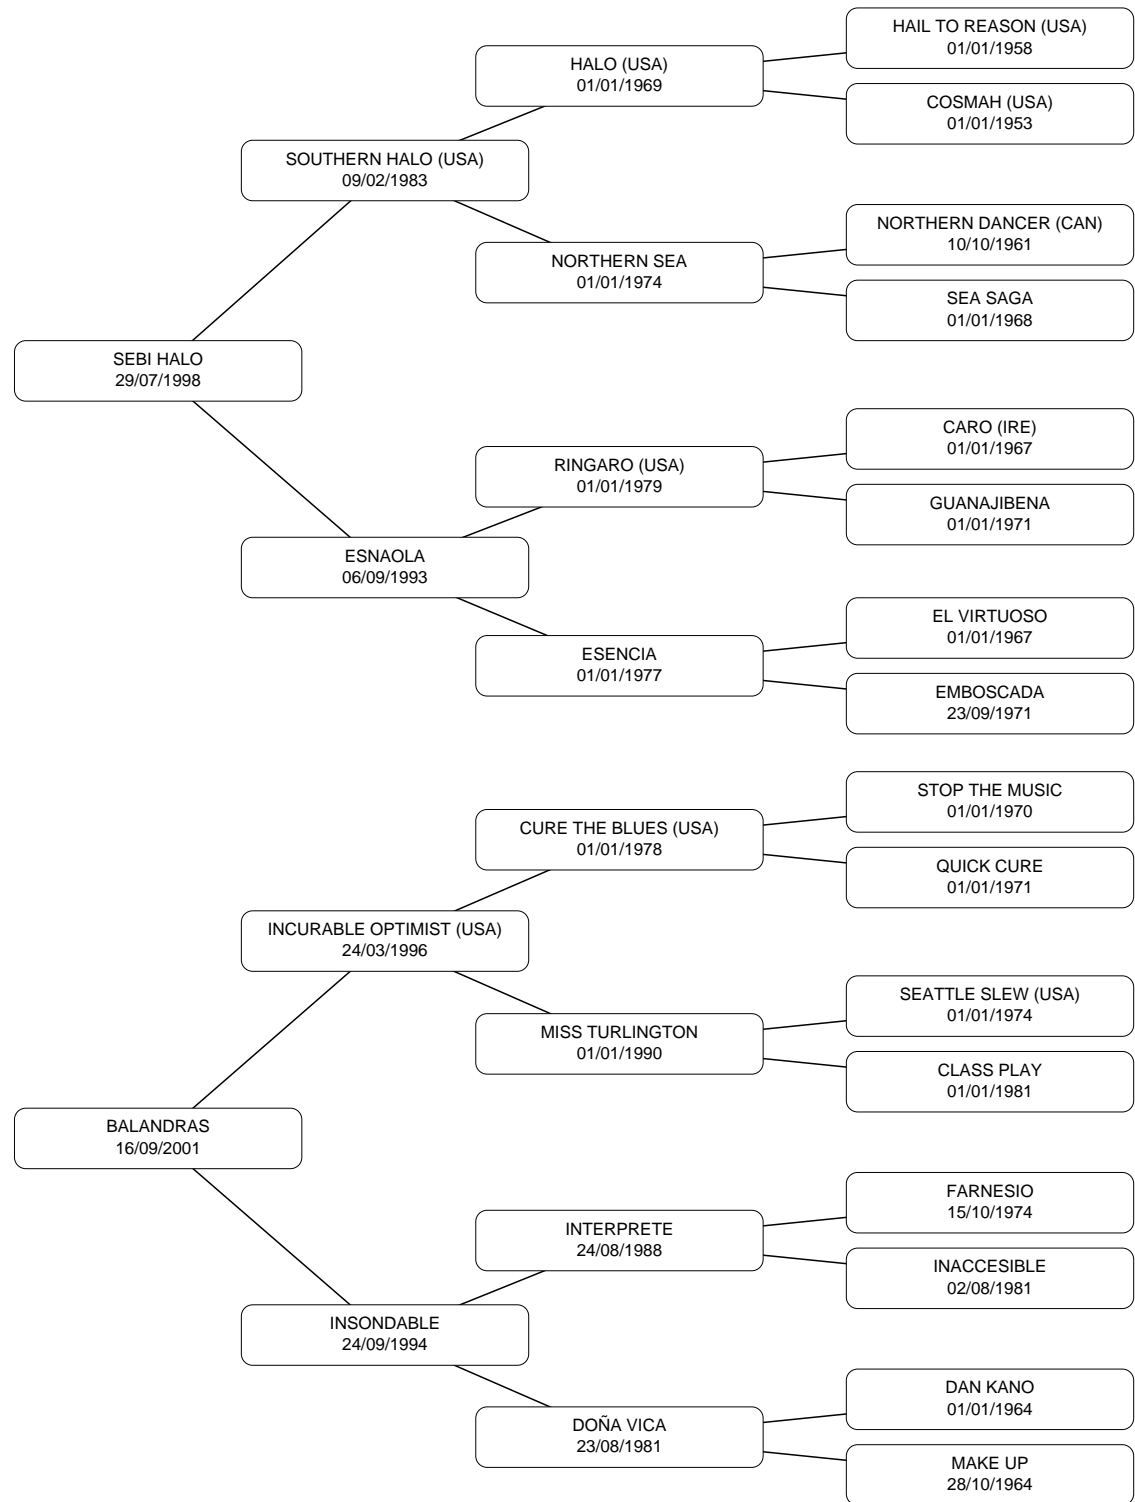 HAIL TO REASON (USA)
01/01/1958
HALO (USA)
01/01/1969
COSMAH (USA)
01/01/1953
SOUTHERN HALO (USA)
09/02/1983
NORTHERN DANCER (CAN)
10/10/1961
NORTHERN SEA
01/01/1974
SEA SAGA
01/01/1968
SEBI HALO
29/07/1998
CARO (IRE)
01/01/1967
RINGARO (USA)
01/01/1979
GUANAJIBENA
01/01/1971
ESNAOLA
06/09/1993
EL VIRTUOSO
01/01/1967
ESENCIA
01/01/1977
EMBOSCADA
23/09/1971
STOP THE MUSIC
01/01/1970
CURE THE BLUES (USA)
01/01/1978
QUICK CURE
01/01/1971
INCURABLE OPTIMIST (USA)
24/03/1996
SEATTLE SLEW (USA)
01/01/1974
MISS TURLINGTON
01/01/1990
CLASS PLAY
01/01/1981
BALANDRAS
16/09/2001
FARNESIO
15/10/1974
INTERPRETE
24/08/1988
INACCESIBLE
02/08/1981
INSONDABLE
24/09/1994
DAN KANO
01/01/1964
DOÑA VICA
23/08/1981
MAKE UP
28/10/1964